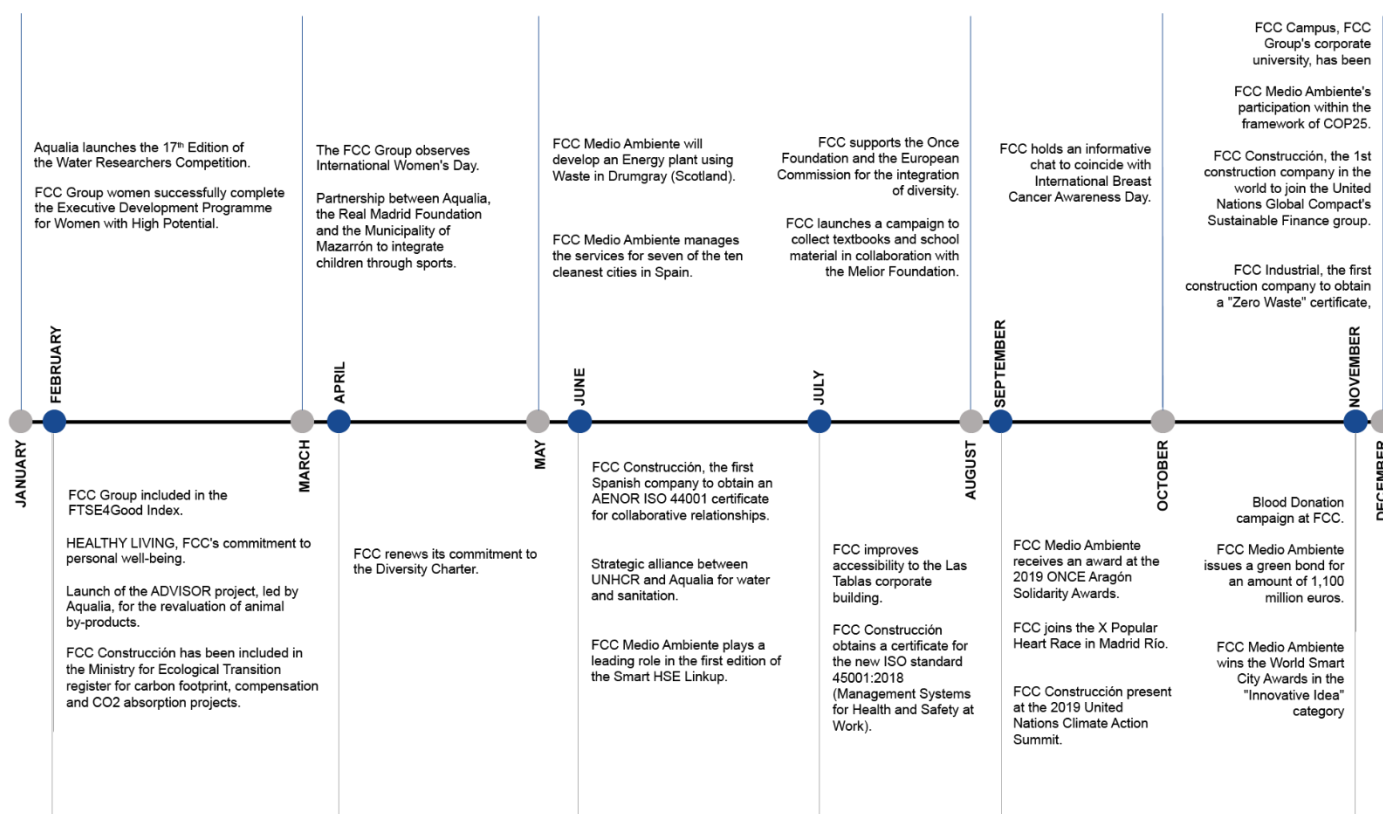 Aqualia launches the 17th Edition of
the Water Researchers Competition.
FCC Group women successfully complete
the Executive Development Programme
for Women with High Potential.
The FCC Group observes
International Women's Day.
Partnership between Aqualia,
the Real Madrid Foundation
and the Municipality of
Mazarrón to integrate
children through sports.
FCC Medio Ambiente will
develop an Energy plant using
Waste in Drumgray (Scotland).
FCC Medio Ambiente manages
the services for seven of the ten
cleanest cities in Spain.
FCC supports the Once
Foundation and the European
Commission for the integration
of diversity.
FCC launches a campaign to
collect textbooks and school
material in collaboration with
the Melior Foundation.
FCC holds an informative
chat to coincide with
International Breast
Cancer Awareness Day.
FCC Campus, FCC
Group's corporate
university, has been
FCC Medio Ambiente's
participation within the
framework of COP25.
FCC Construcción, the 1st
construction company in the
world to join the United
Nations Global Compact's
Sustainable Finance group.
FCC Industrial, the first
construction company to obtain
a "Zero Waste" certificate,
JANUARY
FEBRUARY
MARCH
APRIL
MAY
JUNE
JULY
AUGUST
SEPTEMBER
OCTOBER
NOVEMBER
DECEMBER
FCC Group included in the
FTSE4Good Index.
HEALTHY LIVING, FCC's commitment to
personal well-being.
Launch of the ADVISOR project, led by
Aqualia, for the revaluation of animal
by-products.
FCC Construcción has been included in
the Ministry for Ecological Transition
register for carbon footprint, compensation
and CO2 absorption projects.
FCC renews its commitment to
the Diversity Charter.
FCC Construcción, the first
Spanish company to obtain an
AENOR ISO 44001 certificate
for collaborative relationships.
Strategic alliance between
UNHCR and Aqualia for water
and sanitation.
FCC Medio Ambiente plays a
leading role in the first edition of
the Smart HSE Linkup.
FCC improves
accessibility to the Las
Tablas corporate
building.
FCC Construcción
obtains a certificate for
the new ISO standard
45001:2018
(Management Systems
for Health and Safety at
Work).
FCC Medio Ambiente
receives an award at the
2019 ONCE Aragón
Solidarity Awards.
FCC joins the X Popular
Heart Race in Madrid Río.
FCC Construcción present
at the 2019 United
Nations Climate Action
Summit.
Blood Donation
campaign at FCC.
FCC Medio Ambiente
issues a green bond for
an amount of 1,100
million euros.
FCC Medio Ambiente
wins the World Smart
City Awards in the
"Innovative Idea"
category